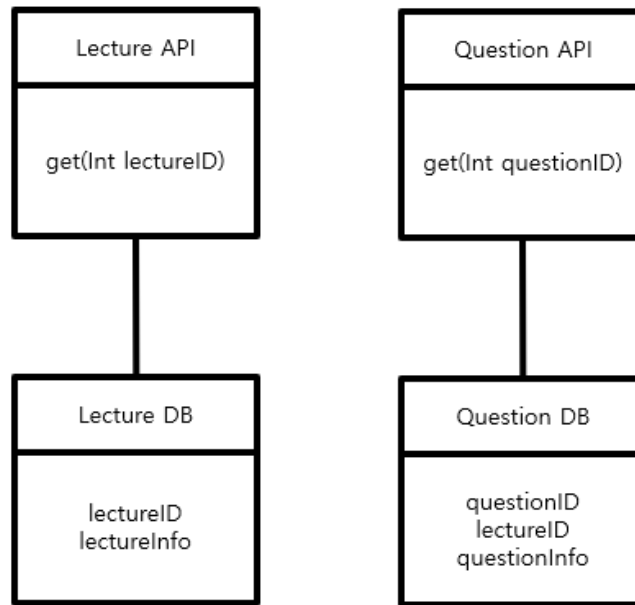 Lecture API
get(Int lectureID)
Lecture DB
lectureID
lectureInfo
Question API
get(Int questionID)
Question DB
questionID
lectureID
questionInfo